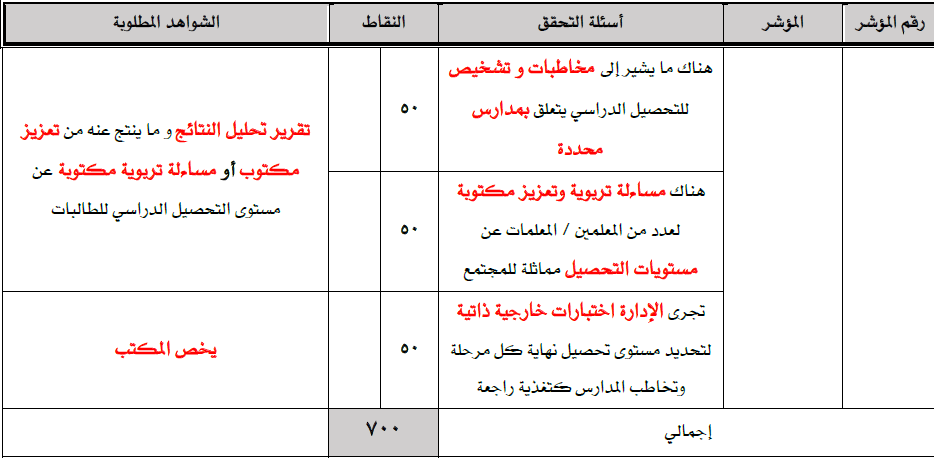 رقم المؤشر
المؤشر
أسئلة التحقق
النقاط
الشواهد المطلوبة
هناك ما يشير إلى مخاطبات و تشخيص
للتحصيل الدراسي يتعلق بمدارس
محددة
٥٠
تقرير تحليل النتائج و ما ينتج عنه من تعزيز
مكتوب أو مساءلة تربوية مكتوبة عن
مستوى التحصيل الدراسي للطالبات
هناك مساءلة تربوية وتعزيز مكتوبة
لعدد من المعلمين / المعلمات عن
مستويات التحصيل مماثلة للمجتمع
٥٠
تجرى الإدارة اختبارات خارجية ذاتية
لتحديد مستوى تحصيل نهاية كل مرحلة
وتخاطب المدارس كتغذية راجعة
٥٠
يخص المكتب
إجمالي
٧٠٠